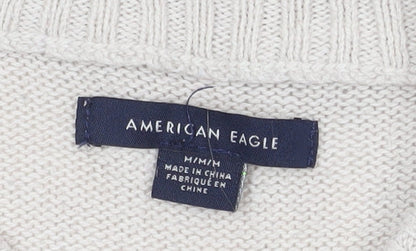 AMERICAN EAGLE
M/M/M
MADE IN CHINA
FABRIQUÉ EN
CHINE